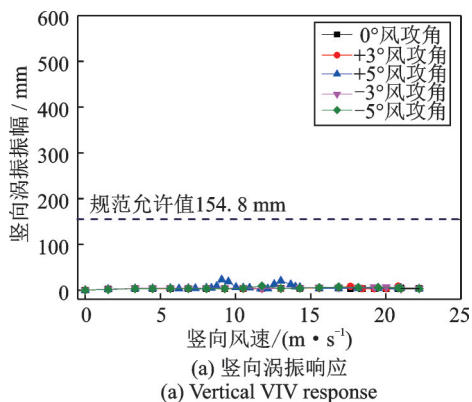 600
500
400
300
200
100
0
竖向涡振振幅/mm
0°风攻角
+3°风攻角
+5°风攻角
-3°风攻角
-5°风攻角
规范允许值154.8 mm
0 5 10 15 20 25
竖向风速/(m·s⁻¹)
(a) 竖向涡振响应
(a) Vertical VIV response